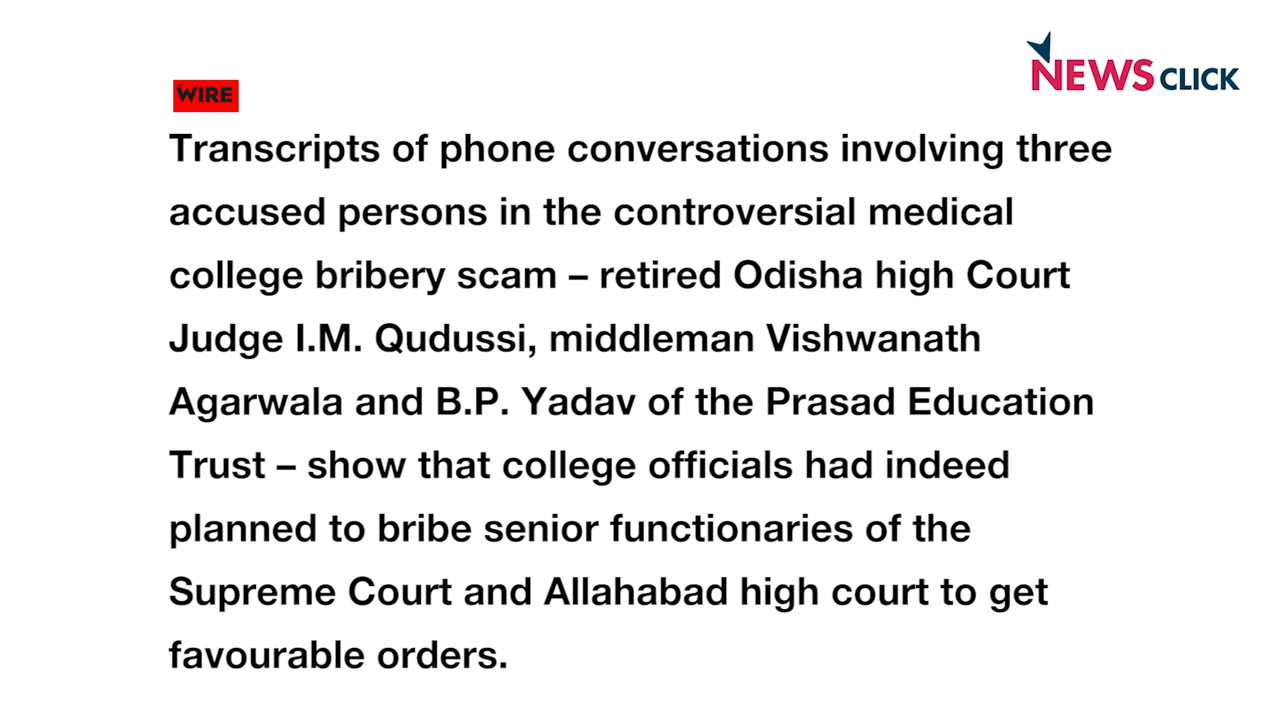 NEWSCLICK
WIRE
Transcripts of phone conversations involving three
accused persons in the controversial medical
college bribery scam – retired Odisha high Court
Judge I.M. Qudussi, middleman Vishwanath
Agarwala and B.P. Yadav of the Prasad Education
Trust – show that college officials had indeed
planned to bribe senior functionaries of the
Supreme Court and Allahabad high court to get
favourable orders.